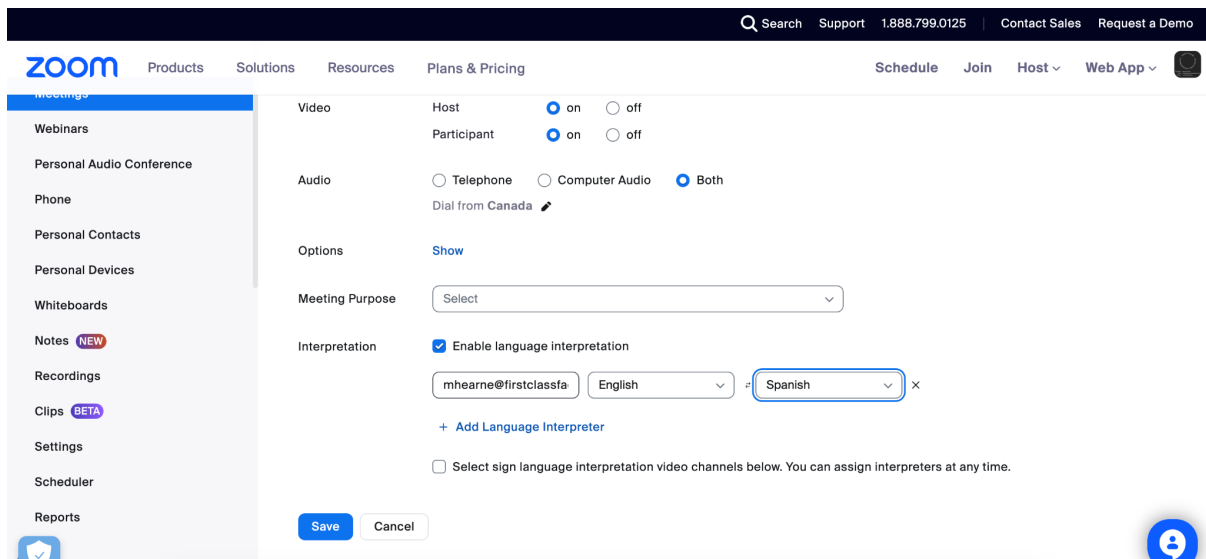 Search Support 1.888.799.0125 Contact Sales Request a Demo
zoom Products Solutions Resources Plans & Pricing Schedule Join Host Web App
Meetings
Webinars
Personal Audio Conference
Phone
Personal Contacts
Personal Devices
Whiteboards
Notes NEW
Recordings
Clips BETA
Settings
Scheduler
Reports
Video Host on off
Participant on off
Audio Telephone Computer Audio Both
Dial from Canada
Options Show
Meeting Purpose Select
Interpretation Enable language interpretation
mhearne@firstclassfa English Spanish ×
+ Add Language Interpreter
Select sign language interpretation video channels below. You can assign interpreters at any time.
Save Cancel